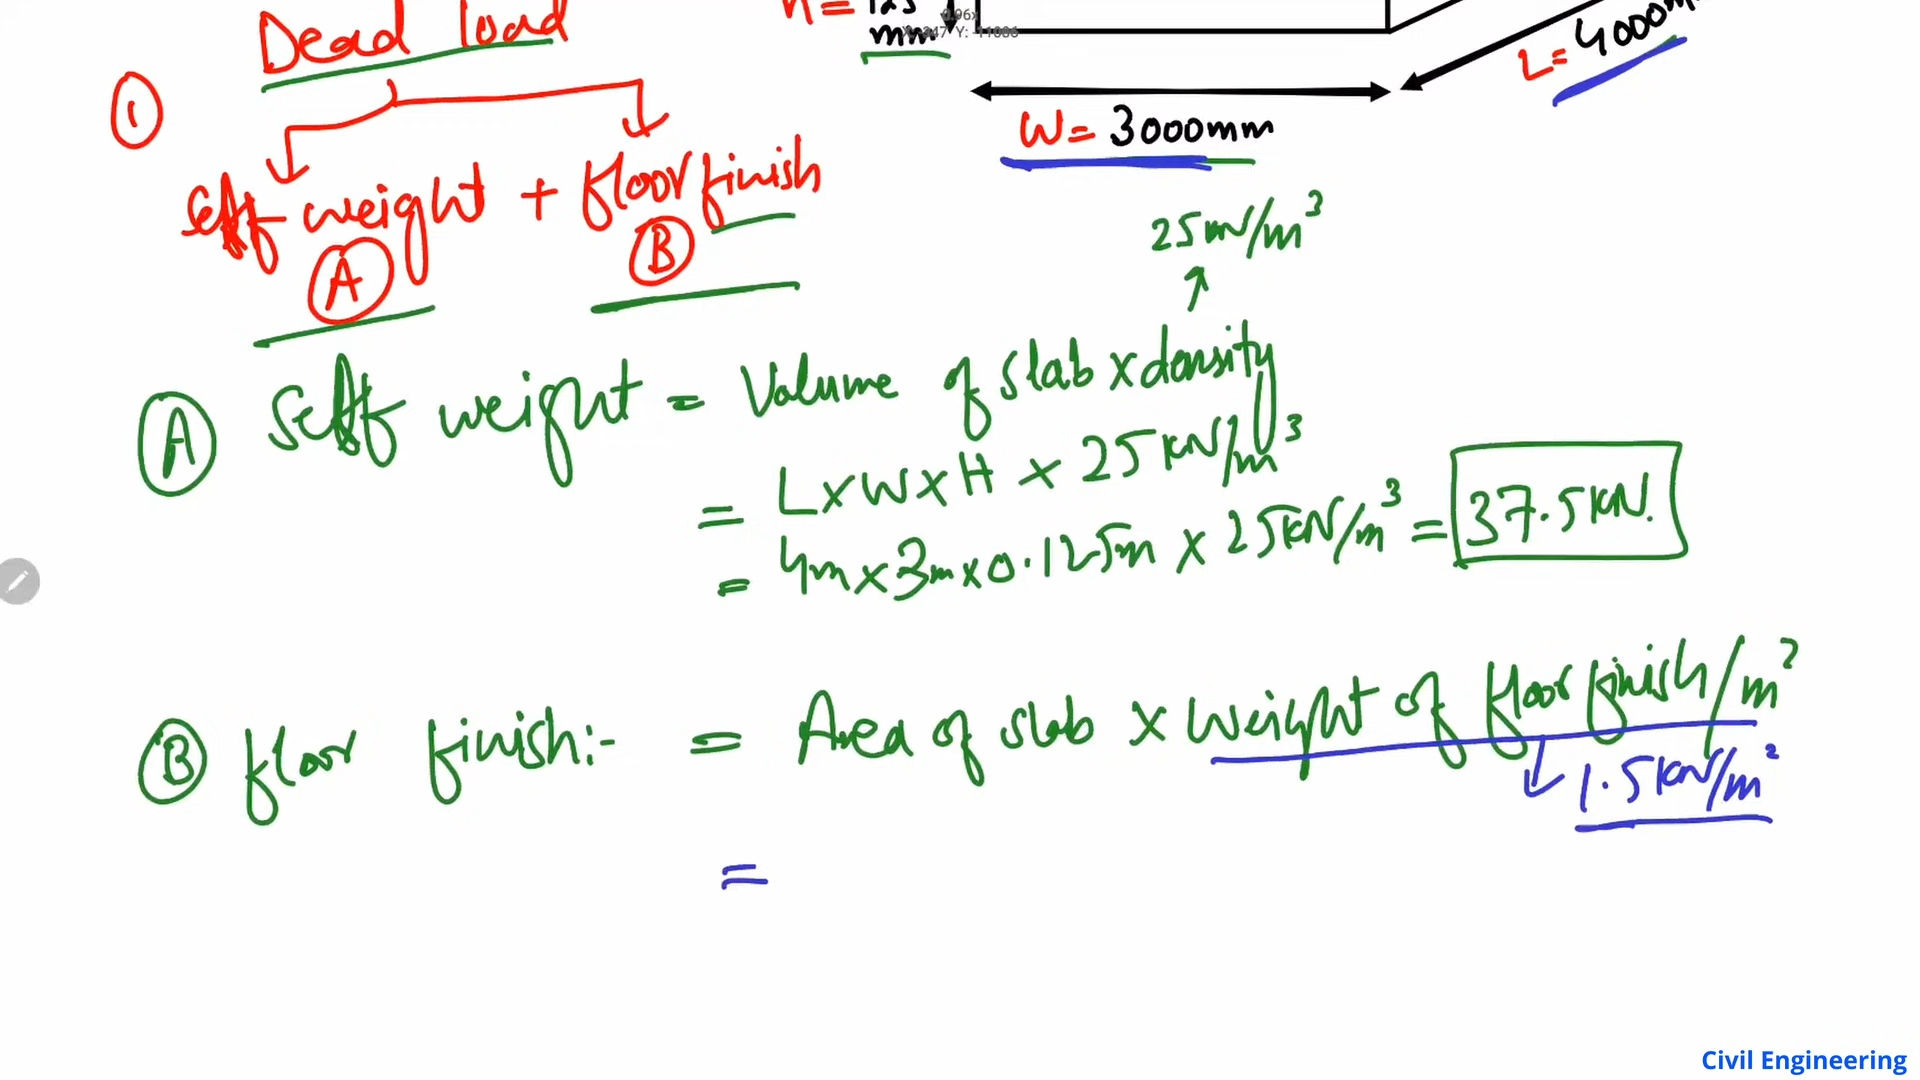 Dead load
H = 125 mm
L = 4000mm
W = 3000mm
①
Self weight + floor finish
Ⓐ Ⓑ
25 kN/m³
Ⓐ Self weight = Volume of slab x density
= L x W x H x 25 kN/m³
= 4m x 3m x 0.125m x 25kN/m³ = 37.5 kN.
Ⓑ floor finish:- = Area of slab x weight of floor finish/m²
1.5 kN/m²
=
Civil Engineering